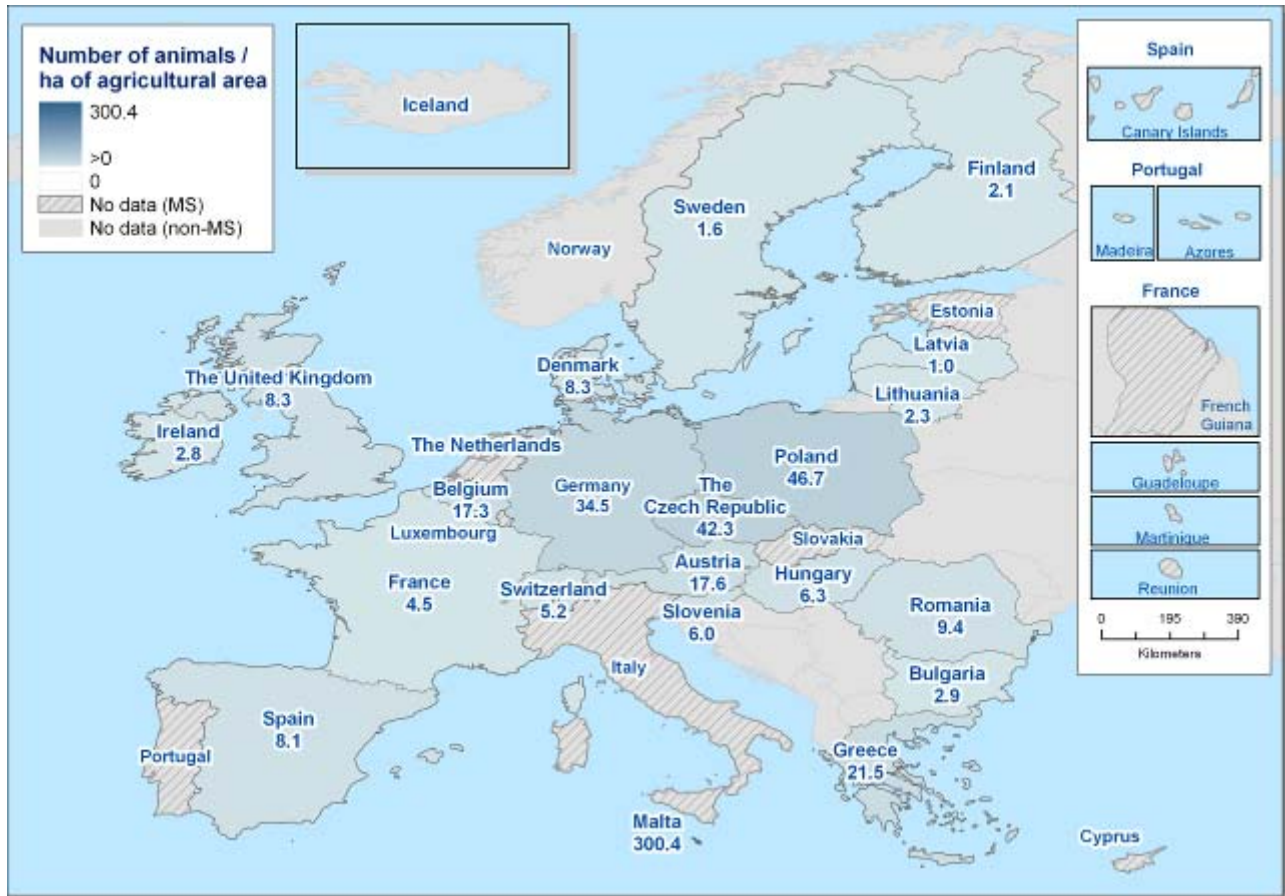 Number of animals /
ha of agricultural area
300.4
>0
0
No data (MS)
No data (non-MS)
Iceland
Norway
Sweden
1.6
Finland
2.1
Estonia
Latvia
1.0
Lithuania
2.3
Denmark
8.3
The United Kingdom
8.3
Ireland
2.8
The Netherlands
Belgium
17.3
Luxembourg
Germany
34.5
Poland
46.7
The
Czech Republic
42.3
Slovakia
Austria
17.6
Hungary
6.3
France
4.5
Switzerland
5.2
Slovenia
6.0
Romania
9.4
Italy
Bulgaria
2.9
Spain
8.1
Portugal
Greece
21.5
Malta
300.4
Cyprus
Spain
Canary Islands
Portugal
Madeira
Azores
France
French
Guiana
Guadeloupe
Martinique
Reunion
0 195 390
Kilometers